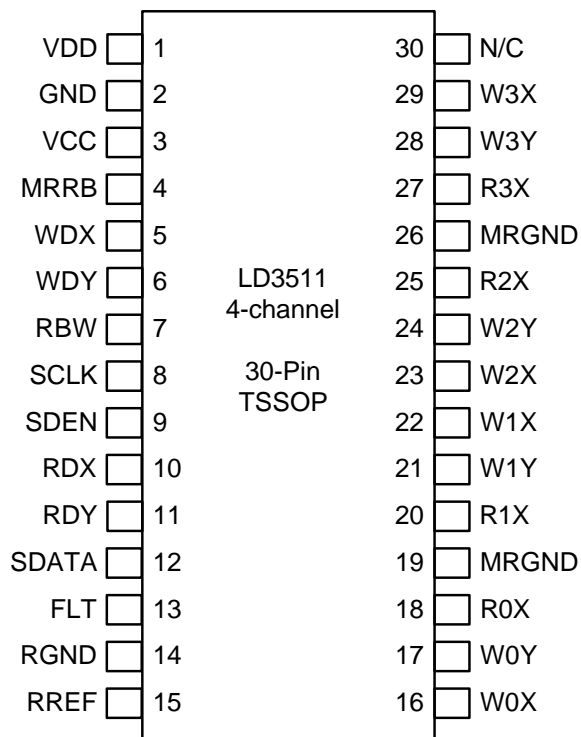 VDD 1 30 N/C
GND 2 29 W3X
VCC 3 28 W3Y
MRRB 4 27 R3X
WDX 5 26 MRGND
WDY 6 25 R2X
RBW 7 24 W2Y
SCLK 8 23 W2X
SDEN 9 22 W1X
RDX 10 21 W1Y
RDY 11 20 R1X
SDATA 12 19 MRGND
FLT 13 18 R0X
RGND 14 17 W0Y
RREF 15 16 W0X
LD3511
4-channel
30-Pin
TSSOP